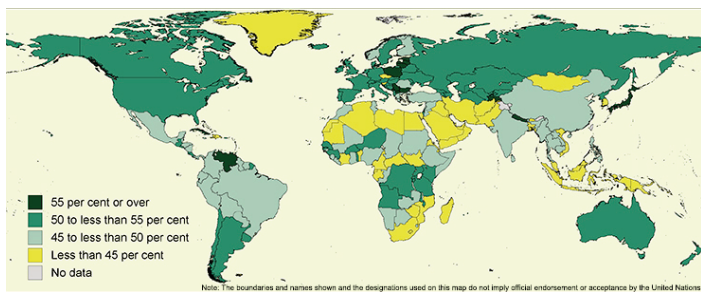 55 per cent or over
50 to less than 55 per cent
45 to less than 50 per cent
Less than 45 per cent
No data
Note: The boundaries and names shown and the designations used on this map do not imply official endorsement or acceptance by the United Nations